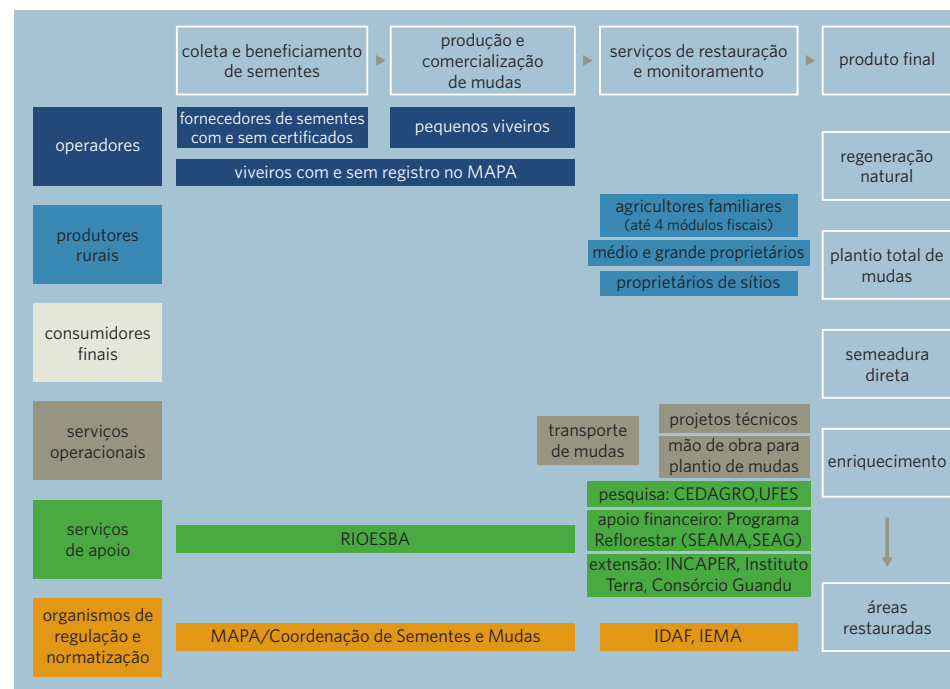 coleta e beneficiamento
de sementes
produção e
comercialização
de mudas
serviços de restauração
e monitoramento
produto final
operadores
fornecedores de sementes
com e sem certificados
pequenos viveiros
viveiros com e sem registro no MAPA
regeneração
natural
produtores
rurais
agricultores familiares
(até 4 módulos fiscais)
médio e grande proprietários
proprietários de sítios
plantio total de
mudas
consumidores
finais
semeadura
direta
serviços
operacionais
transporte
de mudas
projetos técnicos
mão de obra para
plantio de mudas
enriquecimento
serviços
de apoio
RIOESBA
pesquisa: CEDAGRO,UFES
apoio financeiro: Programa
Reflorestar (SEAMA,SEAG)
extensão: INCAPER, Instituto
Terra, Consórcio Guandu
organismos de
regulação e
normatização
MAPA/Coordenação de Sementes e Mudas
IDAF, IEMA
áreas
restauradas